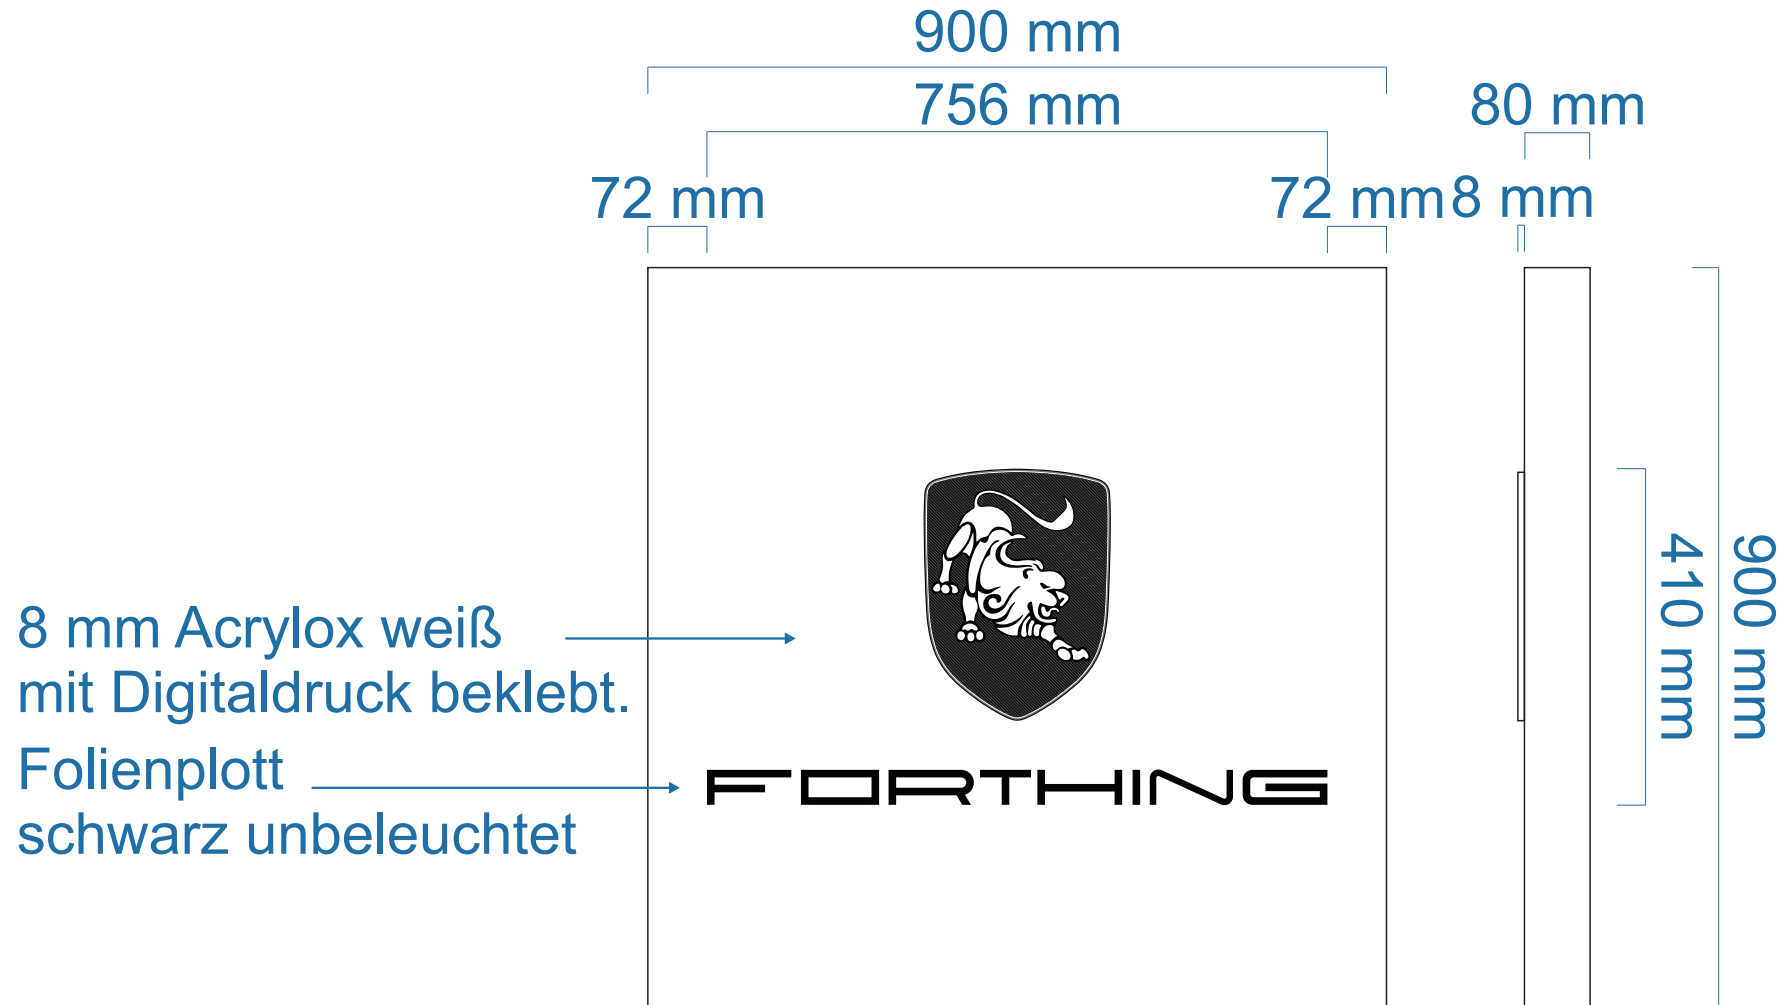 900 mm
756 mm
80 mm
72 mm
72 mm
8 mm
900 mm
410 mm
8 mm Acrylox weiß
mit Digitaldruck beklebt.
Folienplott
schwarz unbeleuchtet
FORTHING